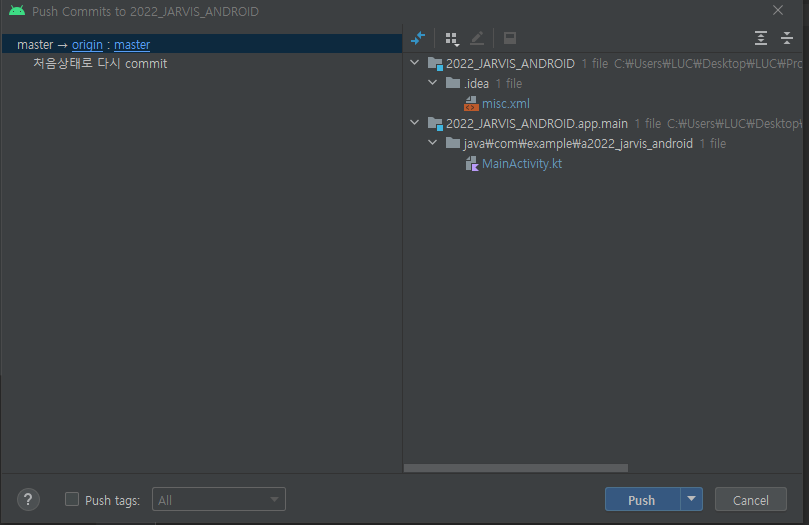 Push Commits to 2022_JARVIS_ANDROID
master → origin : master
처음상태로 다시 commit
2022_JARVIS_ANDROID 1 file C:₩Users₩LUC₩Desktop₩LUC₩Pro
.idea 1 file
misc.xml
2022_JARVIS_ANDROID.app.main 1 file C:₩Users₩LUC₩Desktop₩
java₩com₩example₩a2022_jarvis_android 1 file
MainActivity.kt
? Push tags: All Push Cancel